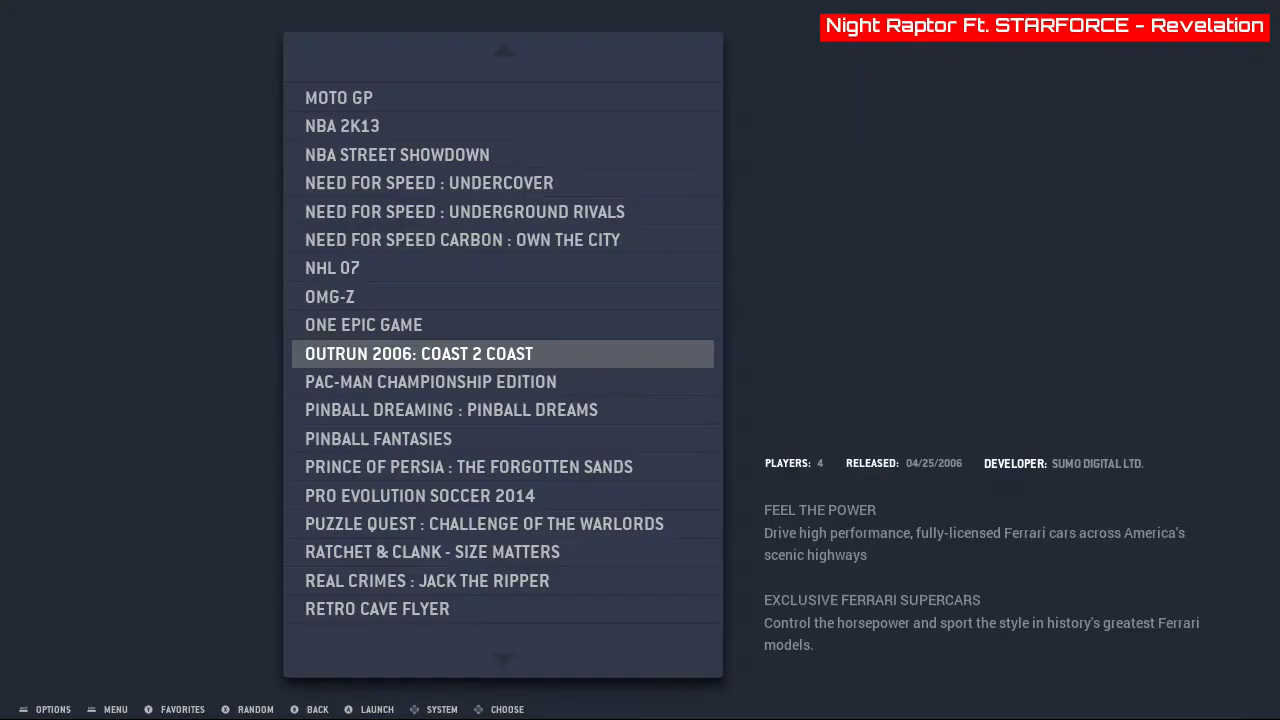 Night Raptor Ft. STARFORCE - Revelation
MOTO GP
NBA 2K13
NBA STREET SHOWDOWN
NEED FOR SPEED : UNDERCOVER
NEED FOR SPEED : UNDERGROUND RIVALS
NEED FOR SPEED CARBON : OWN THE CITY
NHL 07
OMG-Z
ONE EPIC GAME
OUTRUN 2006: COAST 2 COAST
PAC-MAN CHAMPIONSHIP EDITION
PINBALL DREAMING : PINBALL DREAMS
PINBALL FANTASIES
PRINCE OF PERSIA : THE FORGOTTEN SANDS
PRO EVOLUTION SOCCER 2014
PUZZLE QUEST : CHALLENGE OF THE WARLORDS
RATCHET & CLANK - SIZE MATTERS
REAL CRIMES : JACK THE RIPPER
RETRO CAVE FLYER
PLAYERS: 4 RELEASED: 04/25/2006 DEVELOPER: SUMO DIGITAL LTD.
FEEL THE POWER
Drive high performance, fully-licensed Ferrari cars across America's
scenic highways
EXCLUSIVE FERRARI SUPERCARS
Control the horsepower and sport the style in history's greatest Ferrari
models.
OPTIONS MENU Y FAVORITES X RANDOM B BACK A LAUNCH SYSTEM CHOOSE